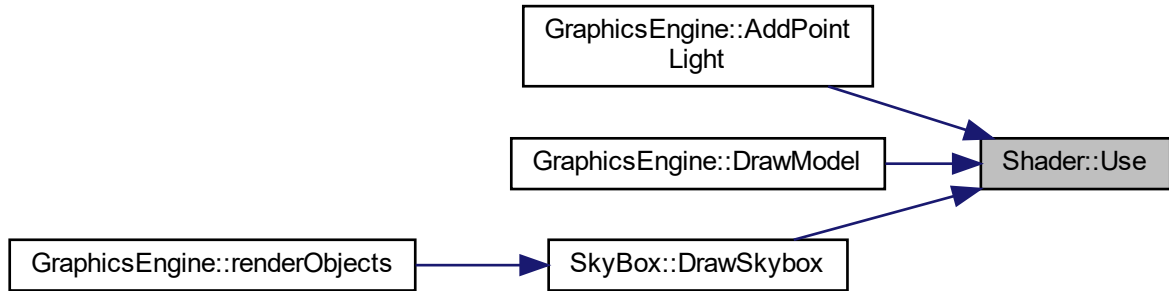 GraphicsEngine::AddPoint
Light
GraphicsEngine::DrawModel
Shader::Use
GraphicsEngine::renderObjects
SkyBox::DrawSkybox